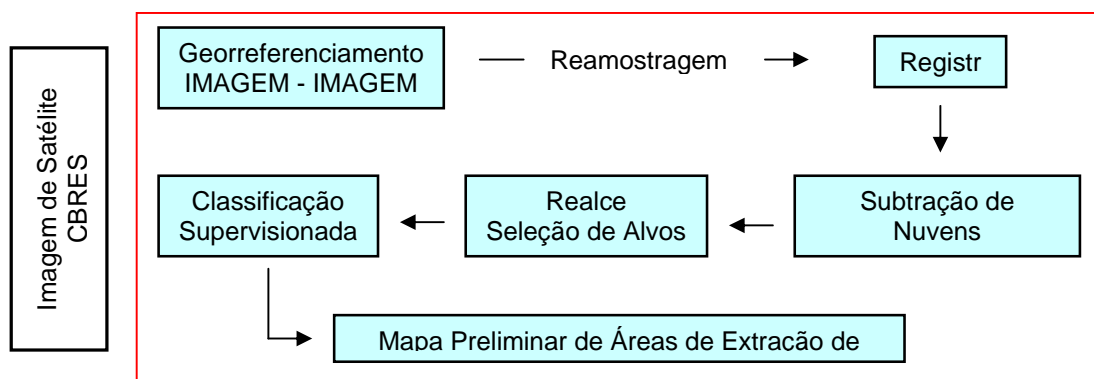 Imagem de Satélite
CBRES
Georreferenciamento
IMAGEM - IMAGEM
Reamostragem
Registr
Subtração de
Nuvens
Realce
Seleção de Alvos
Classificação
Supervisionada
Mapa Preliminar de Áreas de Extração de